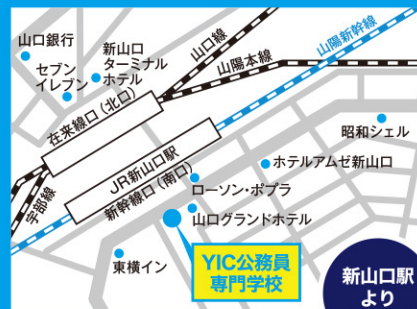 山口銀行
セブン
イレブン
新山口
ターミナル
ホテル
山口線
山陽本線
山陽新幹線
在来線口(北口)
JR新山口駅
新幹線口(南口)
宇部線
昭和シェル
ホテルアムゼ新山口
ローソン・ポプラ
山口グランドホテル
東横イン
YIC公務員
専門学校
新山口駅
より